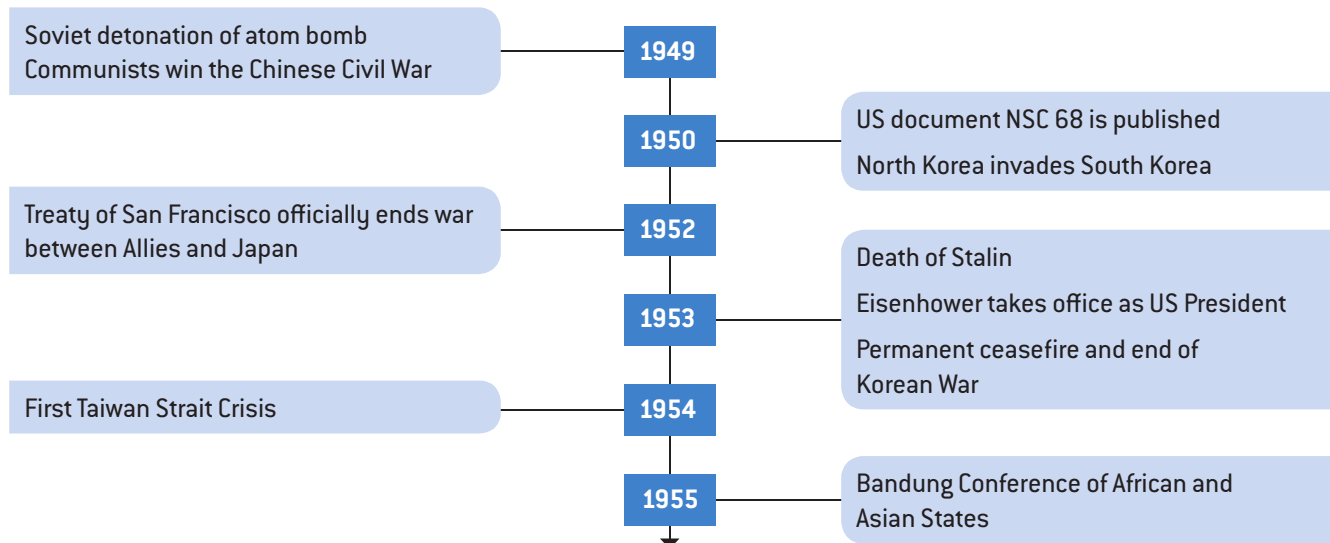 Soviet detonation of atom bomb
Communists win the Chinese Civil War
1949
1950
US document NSC 68 is published
North Korea invades South Korea
Treaty of San Francisco officially ends war
between Allies and Japan
1952
1953
Death of Stalin
Eisenhower takes office as US President
Permanent ceasefire and end of
Korean War
First Taiwan Strait Crisis
1954
1955
Bandung Conference of African and
Asian States